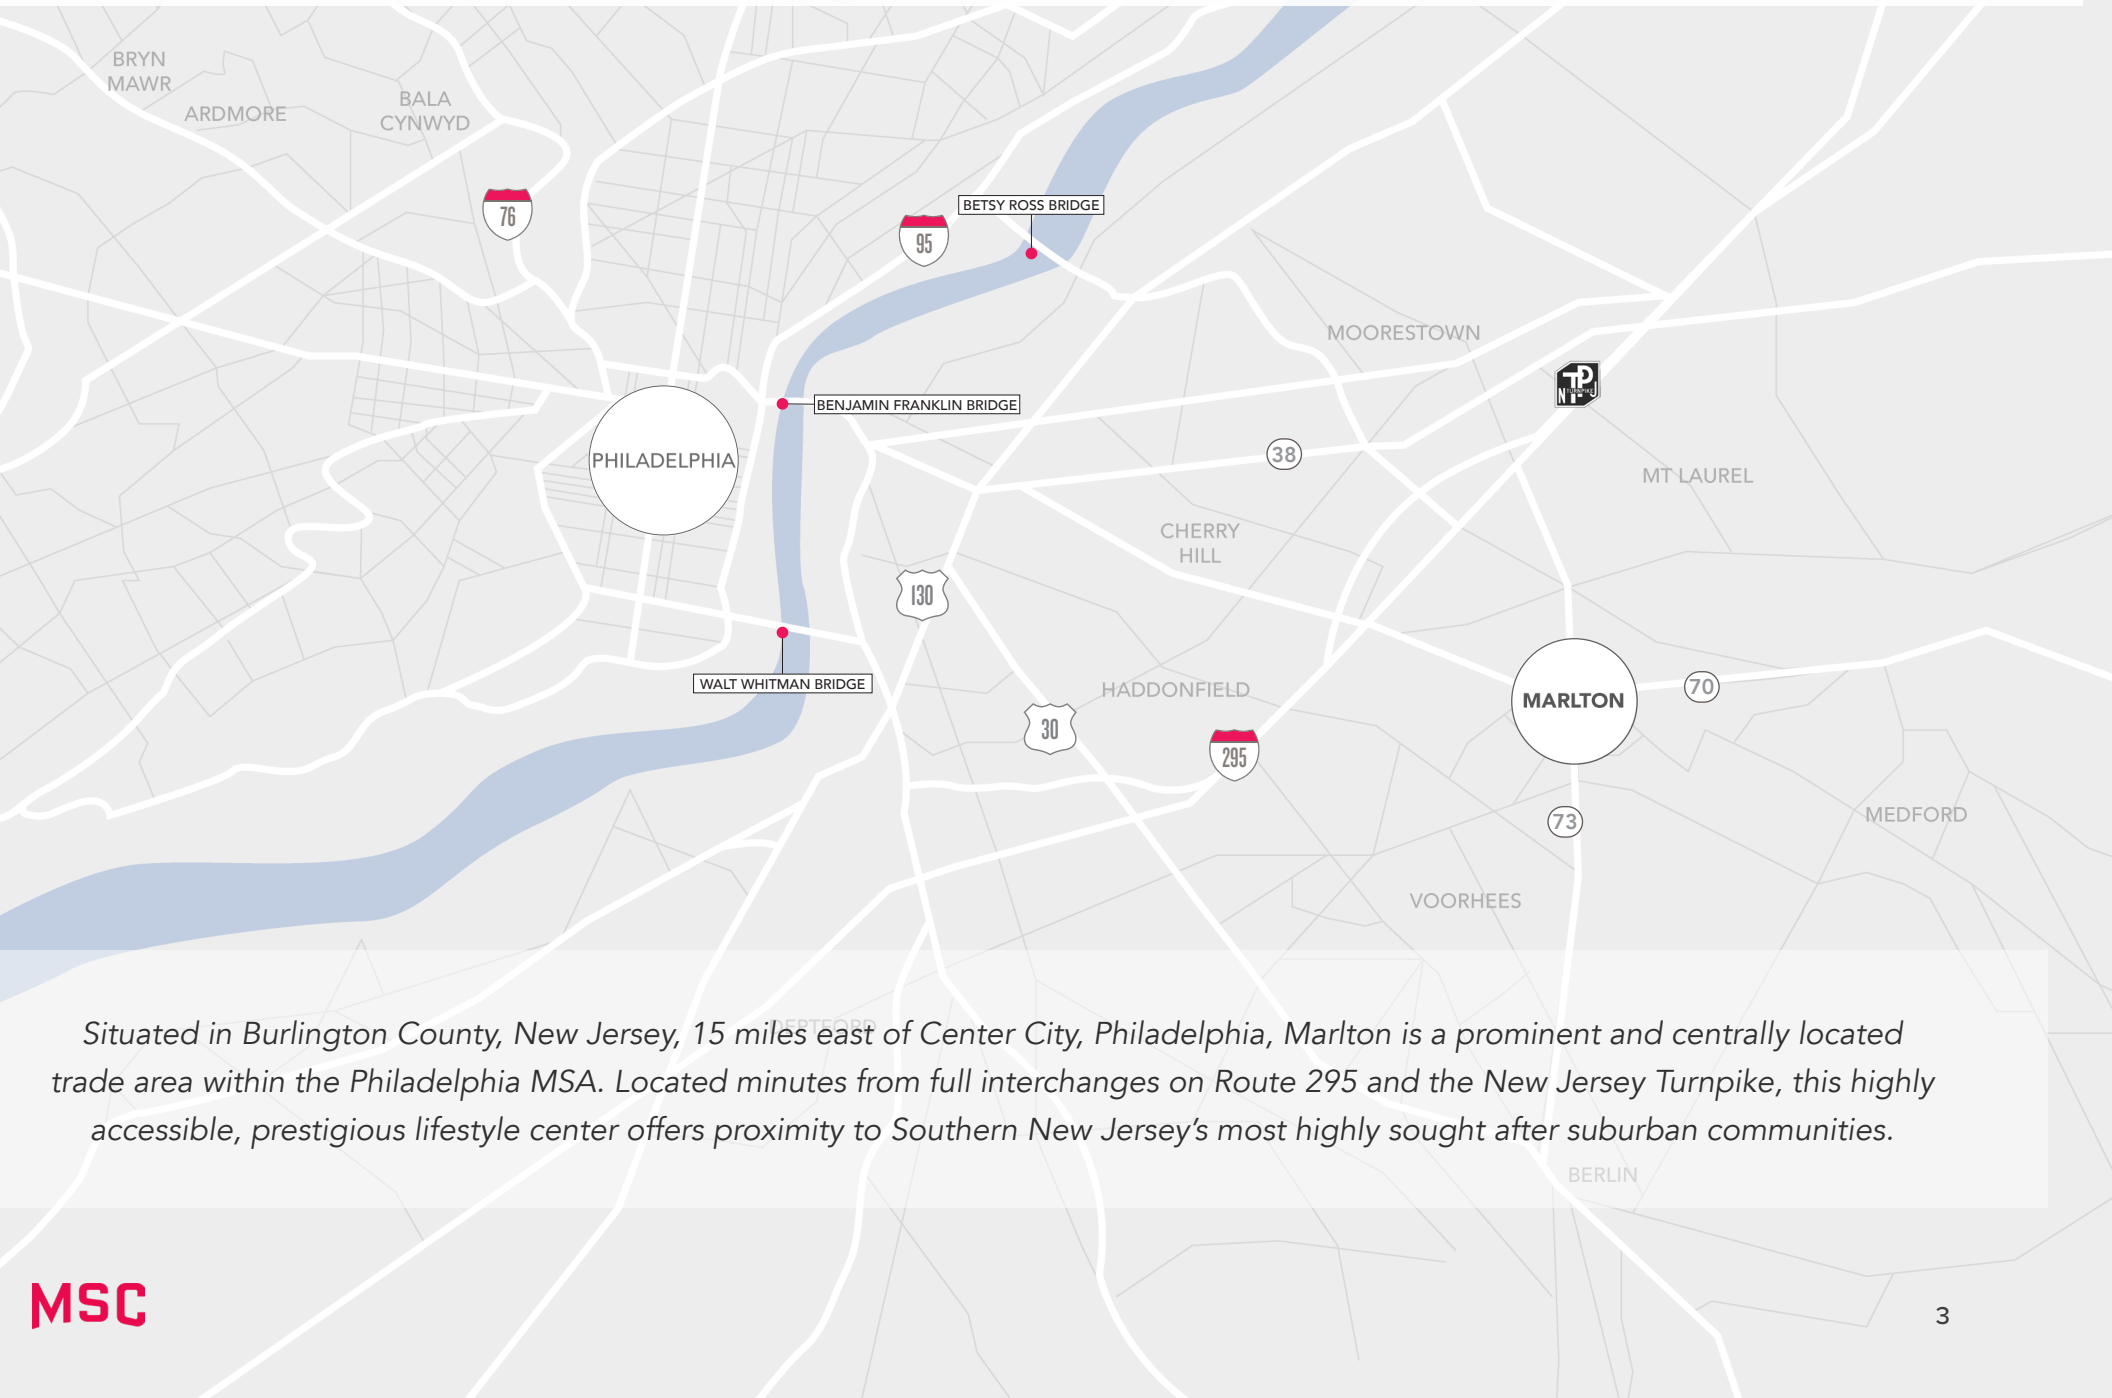 BRYN
MAWR
ARDMORE
BALA
CYNWYD
76
95
BETSY ROSS BRIDGE
MOORESTOWN
N TP J
TURNPIKE
BENJAMIN FRANKLIN BRIDGE
PHILADELPHIA
38
MT LAUREL
CHERRY
HILL
130
WALT WHITMAN BRIDGE
HADDONFIELD
30
295
MARLTON
70
73
MEDFORD
VOORHEES
DEPTFORD
Situated in Burlington County, New Jersey, 15 miles east of Center City, Philadelphia, Marlton is a prominent and centrally located
trade area within the Philadelphia MSA. Located minutes from full interchanges on Route 295 and the New Jersey Turnpike, this highly
accessible, prestigious lifestyle center offers proximity to Southern New Jersey’s most highly sought after suburban communities.
BERLIN
MSC
3